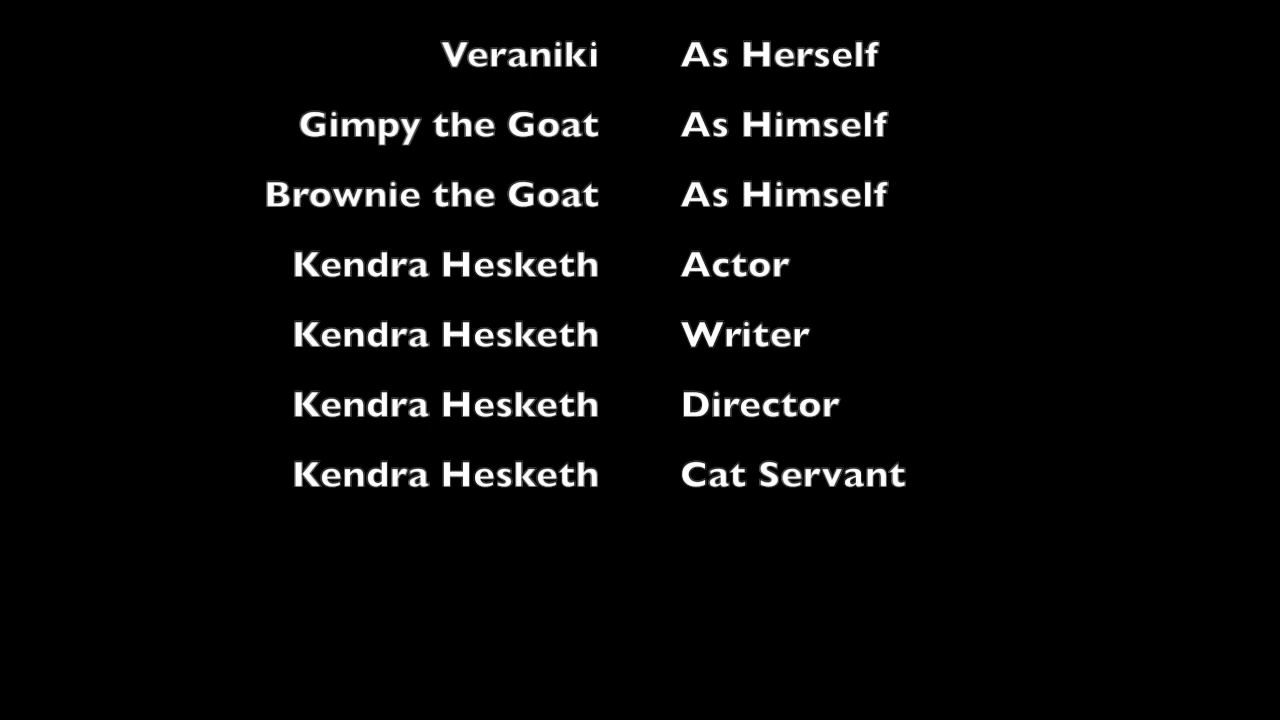 Veraniki As Herself
Gimpy the Goat As Himself
Brownie the Goat As Himself
Kendra Hesketh Actor
Kendra Hesketh Writer
Kendra Hesketh Director
Kendra Hesketh Cat Servant